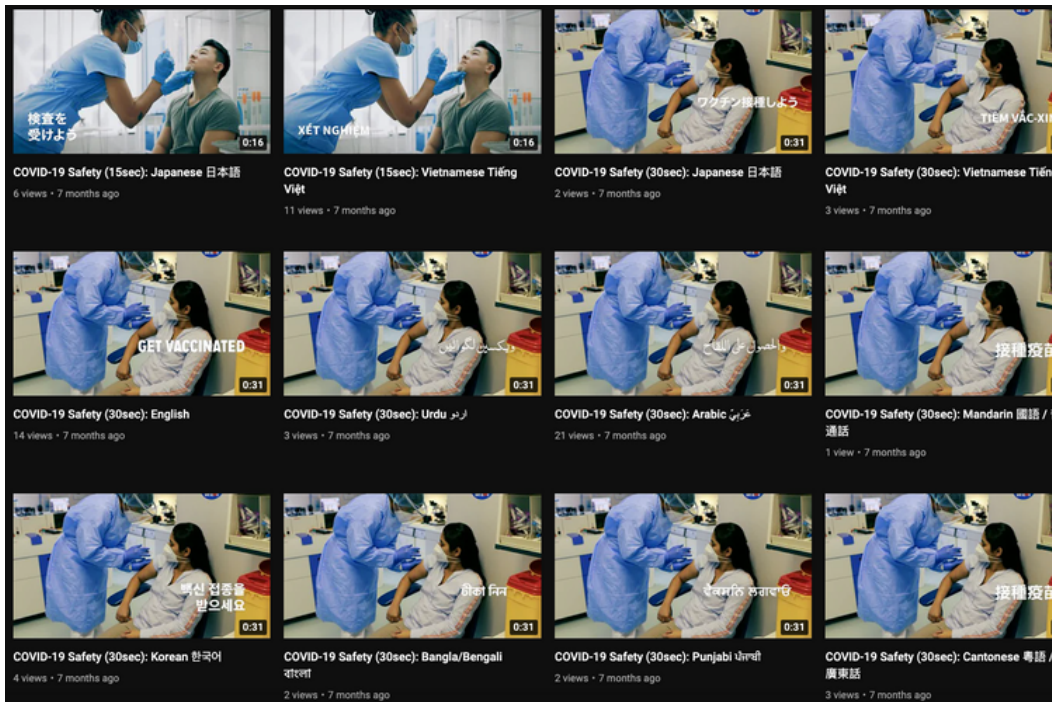 検査を
受けよう
0:16
COVID-19 Safety (15sec): Japanese 日本語
6 views • 7 months ago
XÉT NGHIỆM
0:16
COVID-19 Safety (15sec): Vietnamese Tiếng
Việt
11 views • 7 months ago
ワクチン接種しよう
0:31
COVID-19 Safety (30sec): Japanese 日本語
2 views • 7 months ago
TIÊM VẮC-XIN
COVID-19 Safety (30sec): Vietnamese Tiến
Việt
3 views • 7 months ago
GET VACCINATED
0:31
COVID-19 Safety (30sec): English
14 views • 7 months ago
ویکسین لگوائیں
0:31
COVID-19 Safety (30sec): Urdu اردو
3 views • 7 months ago
والحصول على اللقاح
0:31
COVID-19 Safety (30sec): Arabic عَرَبِيّ
21 views • 7 months ago
接種疫苗
COVID-19 Safety (30sec): Mandarin 國語 /
通話
1 view • 7 months ago
백신 접종을
받으세요
0:31
COVID-19 Safety (30sec): Korean 한국어
4 views • 7 months ago
টীকা নিন
0:31
COVID-19 Safety (30sec): Bangla/Bengali
বাংলা
2 views • 7 months ago
ਵੈਕਸੀਨ ਲਗਵਾਓ
0:31
COVID-19 Safety (30sec): Punjabi ਪੰਜਾਬੀ
2 views • 7 months ago
接種疫苗
COVID-19 Safety (30sec): Cantonese 粵語 /
廣東話
3 views • 7 months ago